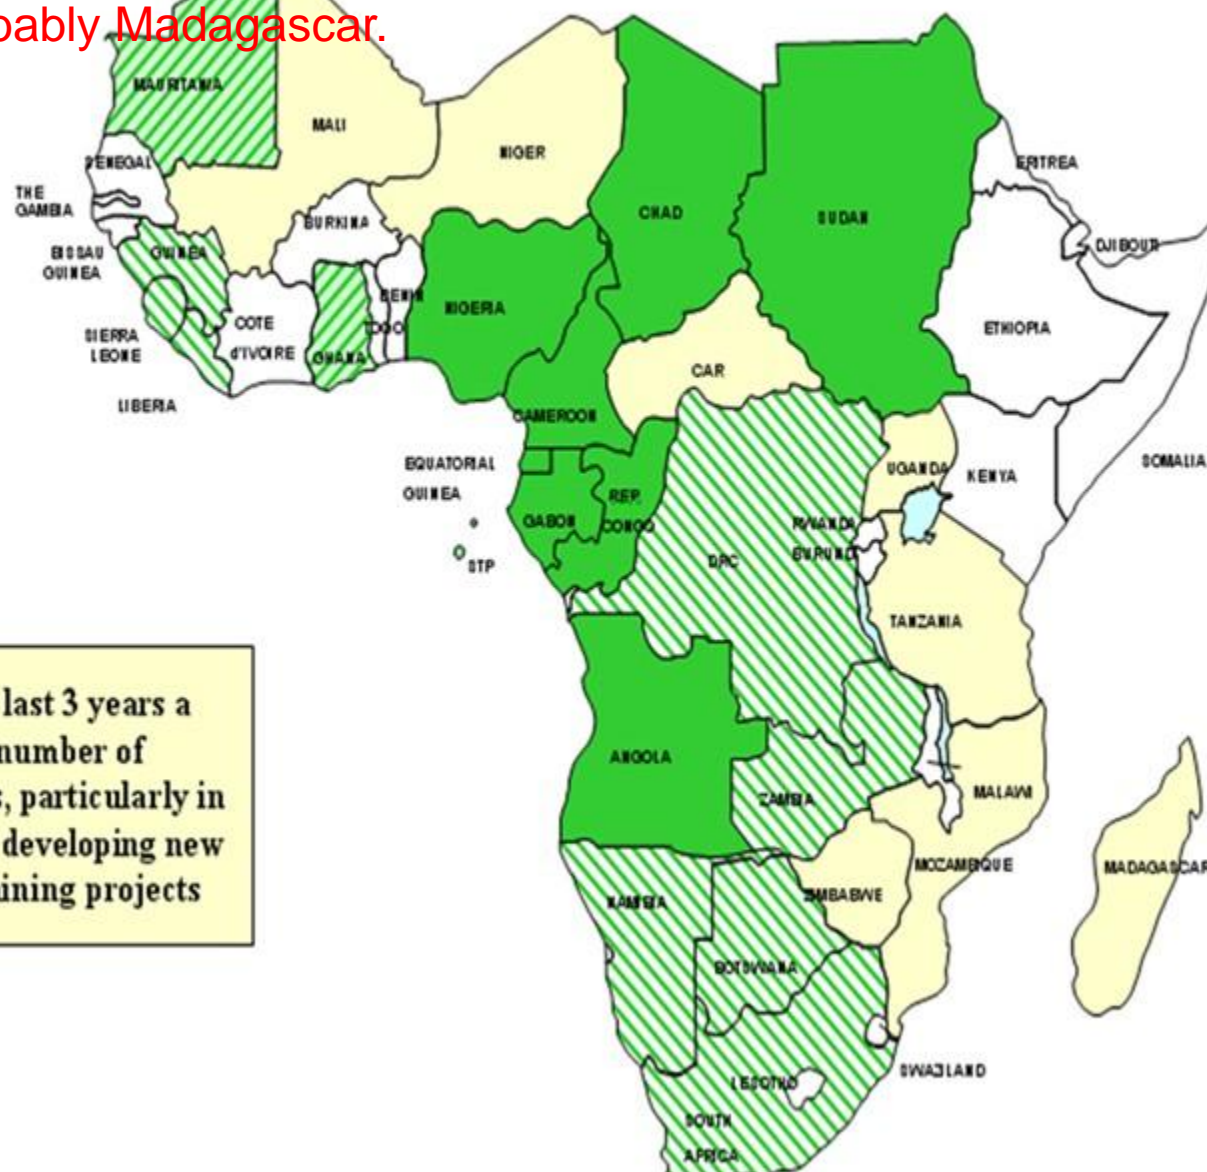 bably Madagascar.
MAURITANIA
MALI
NIGER
CHAD
SUDAN
ERITREA
SENEGAL
THE
GAMBIA
BURKINA
DJIBOUTI
BISSAU
GUINEA
GUINEA
BENIN
NIGERIA
TOGO
COTE
d'IVOIRE
GHANA
ETHIOPIA
SIERRA
LEONE
CAR
LIBERIA
CAMEROON
EQUATORIAL
GUINEA
UGANDA
KENYA
SOMALIA
REP.
CONGO
GABON
RWANDA
BURUNDI
DRC
STP
TANZANIA
last 3 years a
number of
s, particularly in
developing new
ining projects
ANGOLA
ZAMBIA
MALAWI
MOZAMBIQUE
MADAGASCAR
NAMIBIA
ZIMBABWE
BOTSWANA
SWAZILAND
LESOTHO
SOUTH
AFRICA